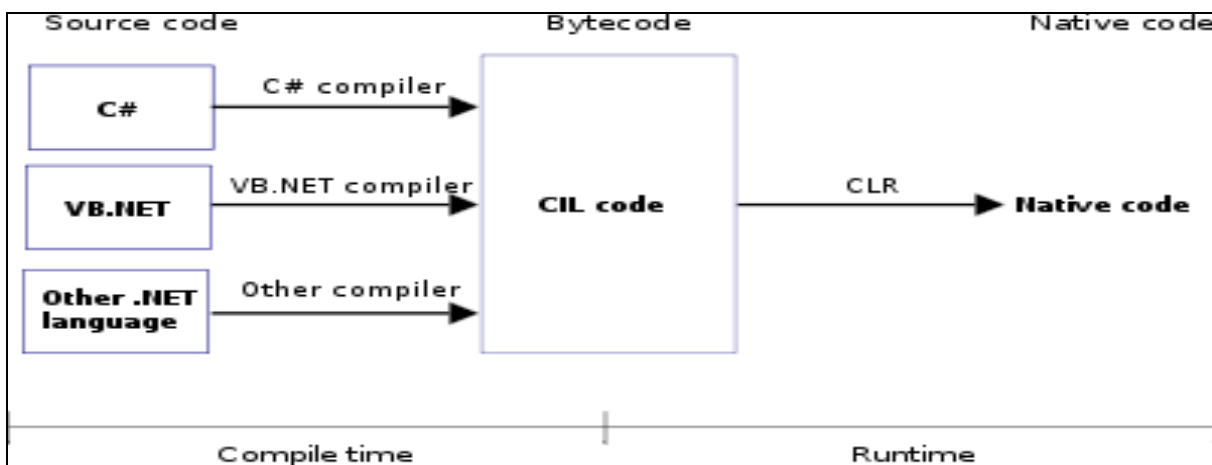 Source code
Bytecode
Native code
C#
C# compiler
VB.NET
VB.NET compiler
CIL code
CLR
Native code
Other .NET
language
Other compiler
Compile time
Runtime